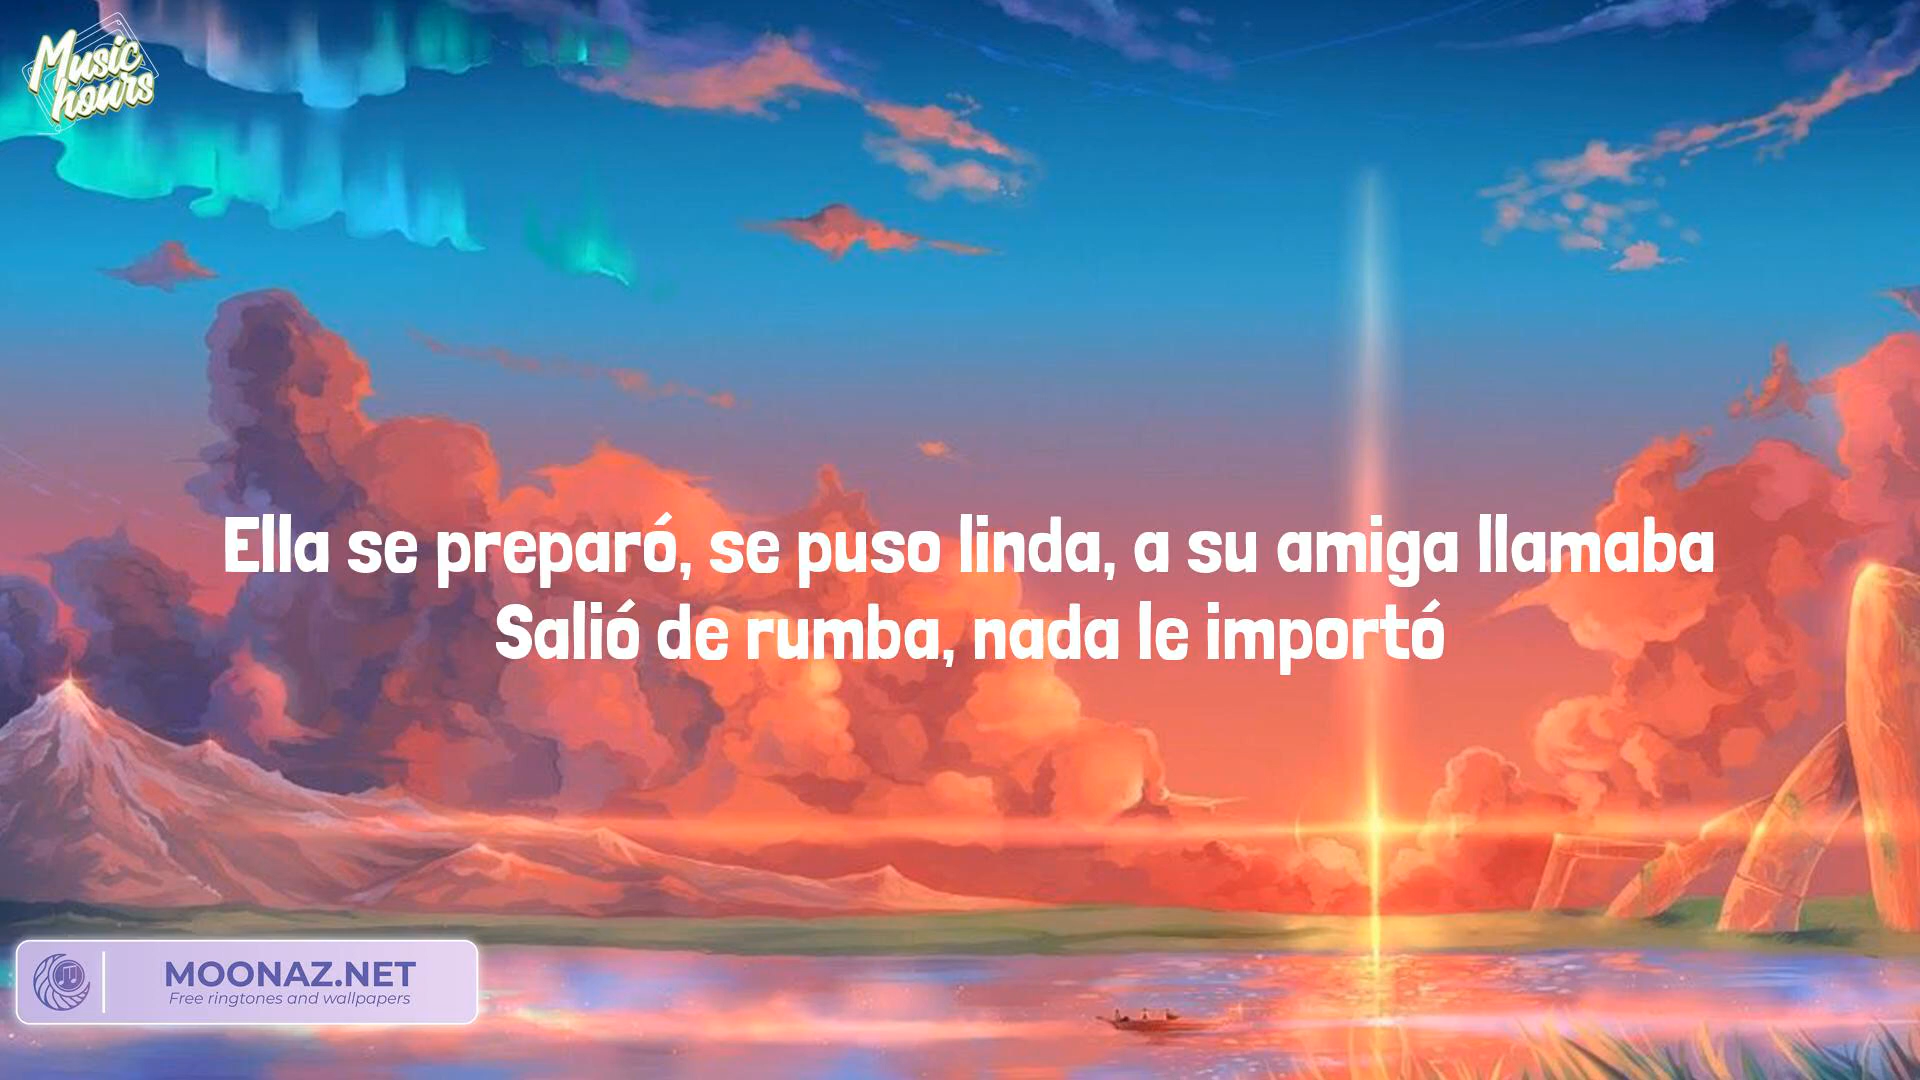 Music
hours
Ella se preparó, se puso linda, a su amiga llamaba
Salió de rumba, nada le importó
MOONAZ.NET
Free ringtones and wallpapers